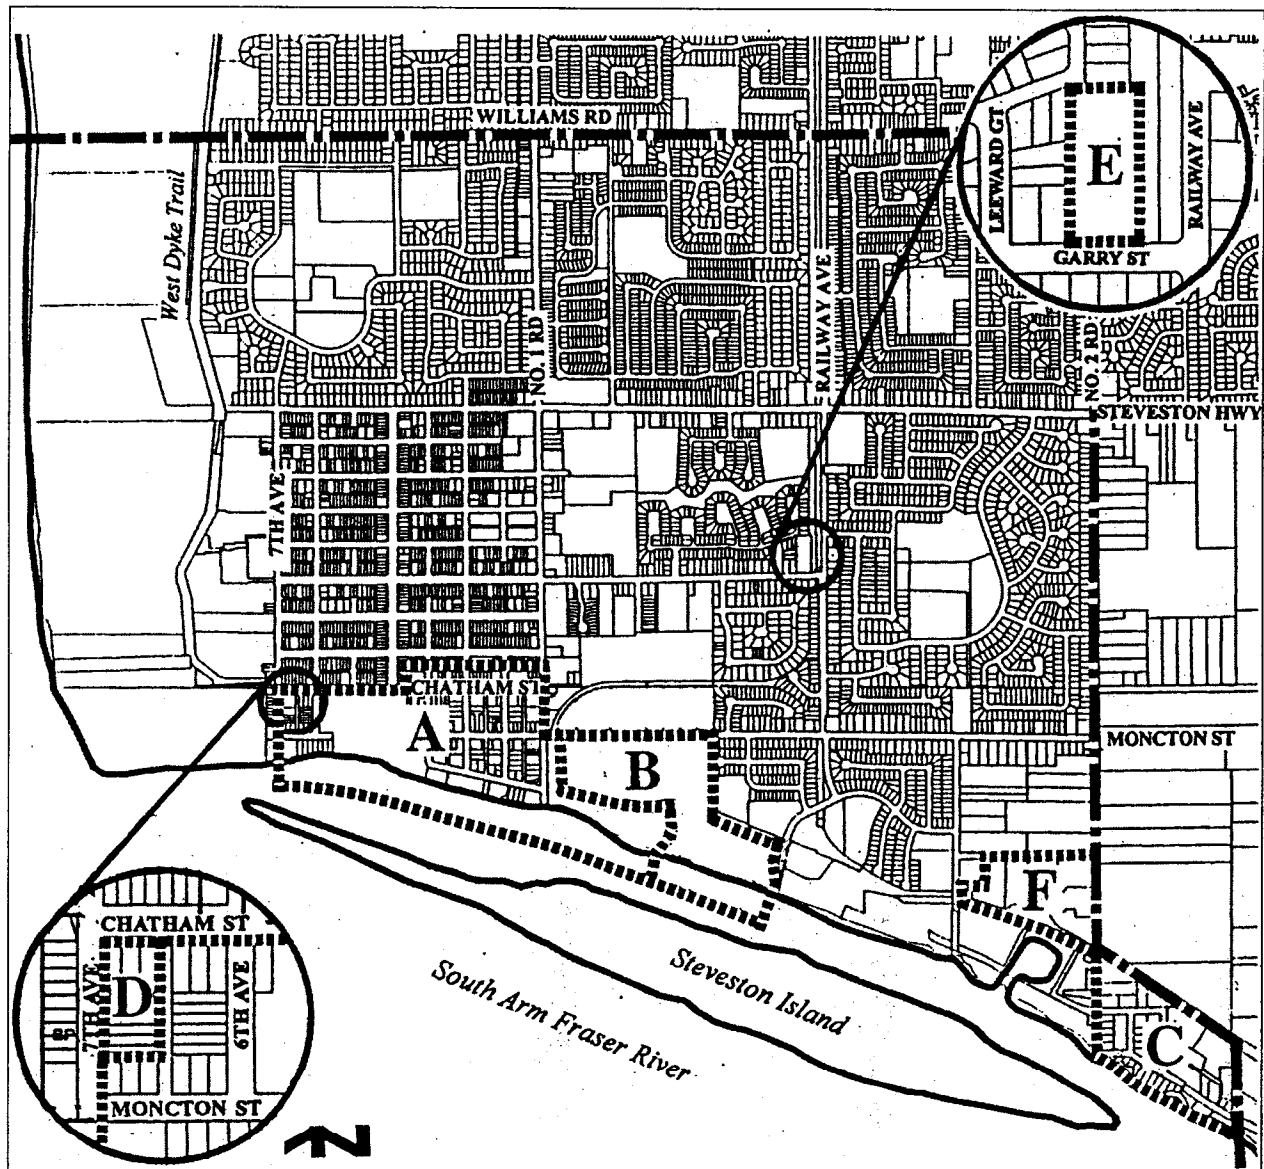 WILLIAMS RD
West Dyke Trail
LEEWARD GT
E
RAILWAY AVE
GARRY ST
NO. 1 RD
RAILWAY AVE
NO. 2 RD
STEVESTON HWY
7TH AVE
CHATHAM ST
A
B
MONCTON ST
F
C
CHATHAM ST
7TH AVE
D
6TH AVE
MONCTON ST
Steveston Island
South Arm Fraser River
N